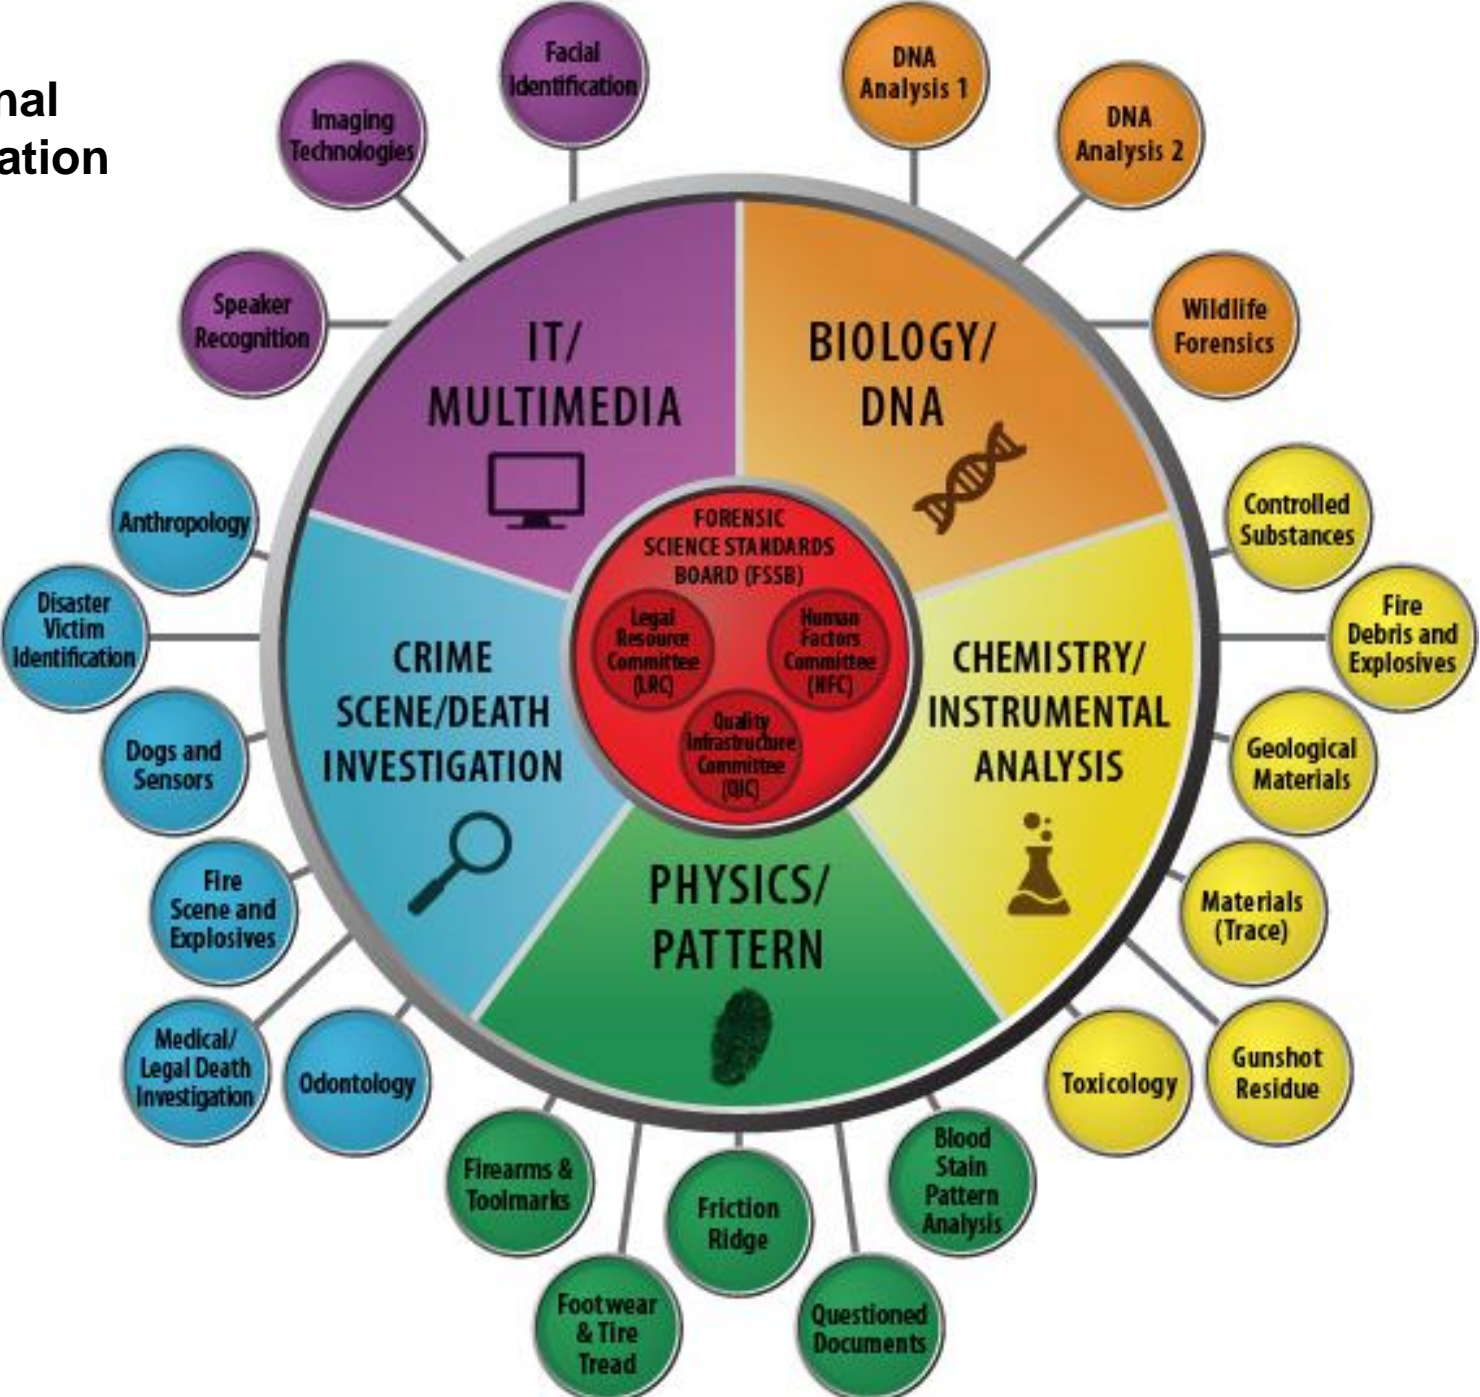 nal
ation
Facial
Identification
Imaging
Technologies
Speaker
Recognition
DNA
Analysis 1
DNA
Analysis 2
Wildlife
Forensics
IT/
MULTIMEDIA
BIOLOGY/
DNA
FORENSIC
SCIENCE STANDARDS
BOARD (FSSB)
Legal
Resource
Committee
(LRC)
Human
Factors
Committee
(HFC)
Quality
Infrastructure
Committee
(QIC)
CRIME
SCENE/DEATH
INVESTIGATION
CHEMISTRY/
INSTRUMENTAL
ANALYSIS
PHYSICS/
PATTERN
Anthropology
Disaster
Victim
Identification
Dogs and
Sensors
Fire
Scene and
Explosives
Medical/
Legal Death
Investigation
Odontology
Controlled
Substances
Fire
Debris and
Explosives
Geological
Materials
Materials
(Trace)
Gunshot
Residue
Toxicology
Firearms &
Toolmarks
Footwear
& Tire
Tread
Friction
Ridge
Questioned
Documents
Blood
Stain
Pattern
Analysis